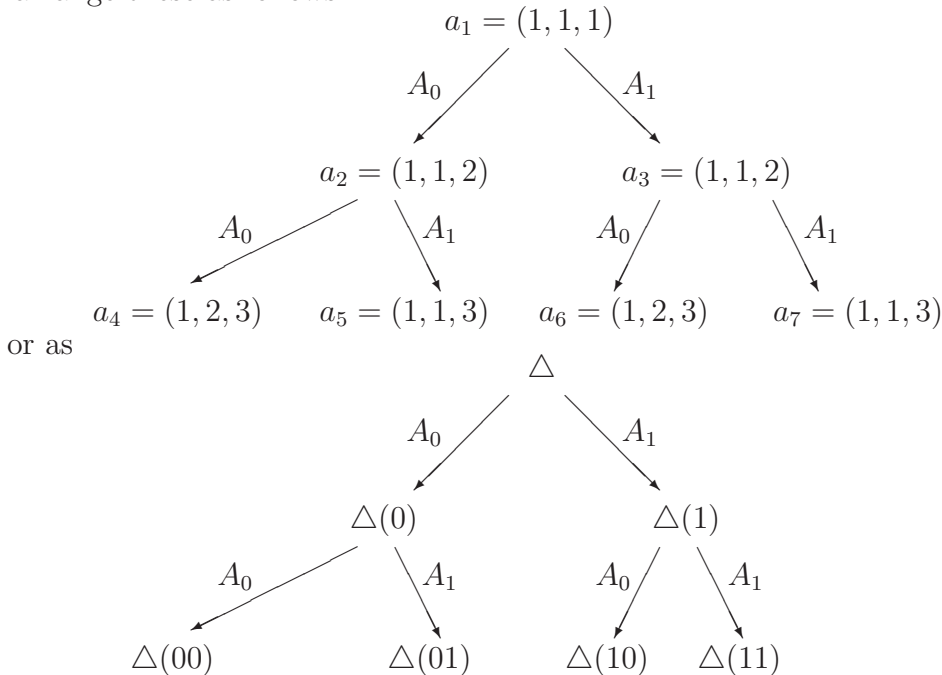 a₁ = (1, 1, 1)
A₀ A₁
a₂ = (1, 1, 2) a₃ = (1, 1, 2)
A₀ A₁ A₀ A₁
a₄ = (1, 2, 3) a₅ = (1, 1, 3) a₆ = (1, 2, 3) a₇ = (1, 1, 3)
or as
△
A₀ A₁
△(0) △(1)
A₀ A₁ A₀ A₁
△(00) △(01) △(10) △(11)